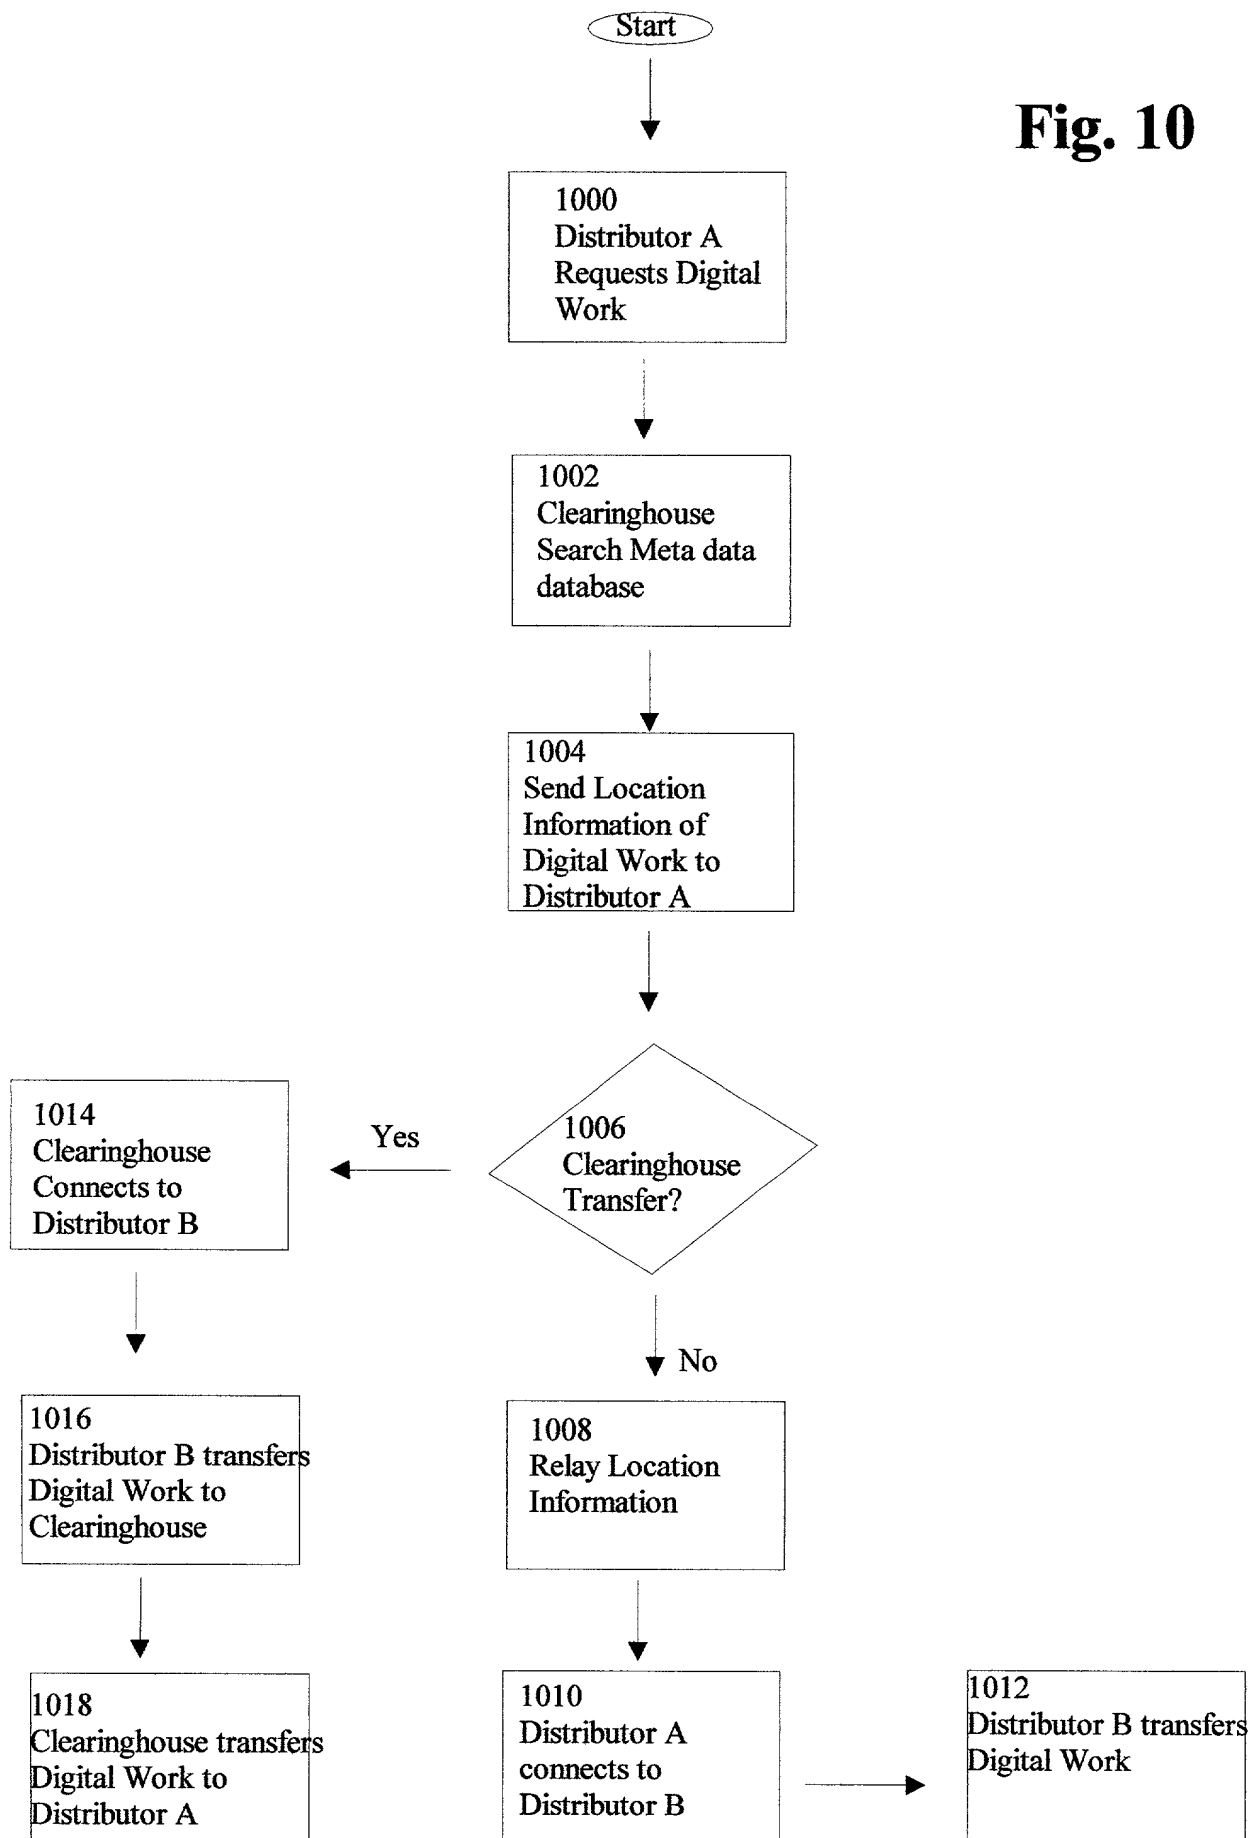 Start
Fig. 10
1000
Distributor A
Requests Digital
Work
1002
Clearinghouse
Search Meta data
database
1004
Send Location
Information of
Digital Work to
Distributor A
1006
Clearinghouse
Transfer?
Yes
1014
Clearinghouse
Connects to
Distributor B
No
1016
Distributor B transfers
Digital Work to
Clearinghouse
1008
Relay Location
Information
1018
Clearinghouse transfers
Digital Work to
Distributor A
1010
Distributor A
connects to
Distributor B
1012
Distributor B transfers
Digital Work